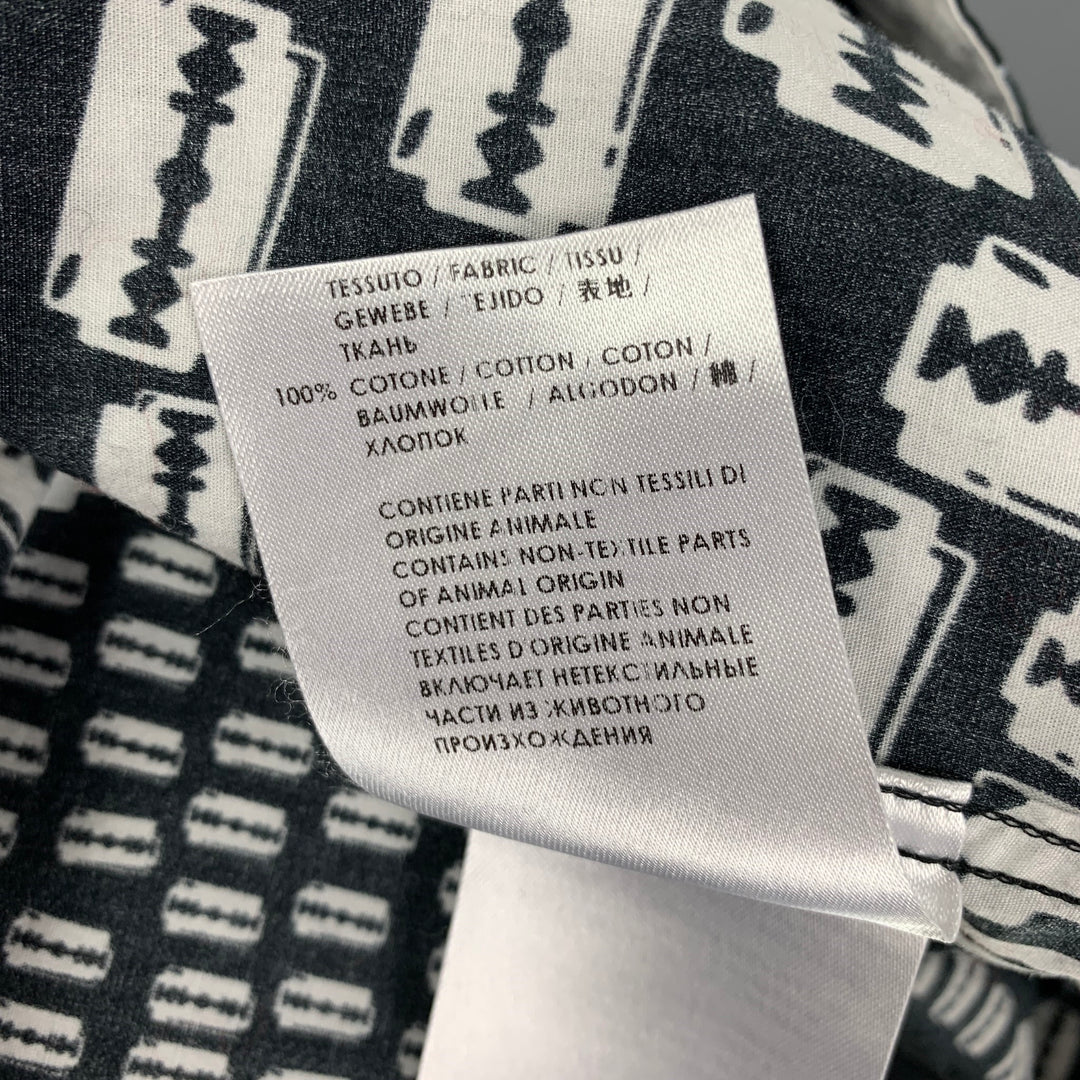 TESSUTO / FABRIC / TISSU /
GEWEBE / TEJIDO / 表地 /
ТКАНЬ
100% COTONE / COTTON / COTON /
BAUMWOLLE / ALGODON / 綿 /
ХЛОПОК
CONTIENE PARTI NON TESSILI DI
ORIGINE ANIMALE
CONTAINS NON-TEXTILE PARTS
OF ANIMAL ORIGIN
CONTIENT DES PARTIES NON
TEXTILES D'ORIGINE ANIMALE
ВКЛЮЧАЕТ НЕТЕКСТИЛЬНЫЕ
ЧАСТИ ИЗ ЖИВОТНОГО
ПРОИЗХОЖДЕНИЯ